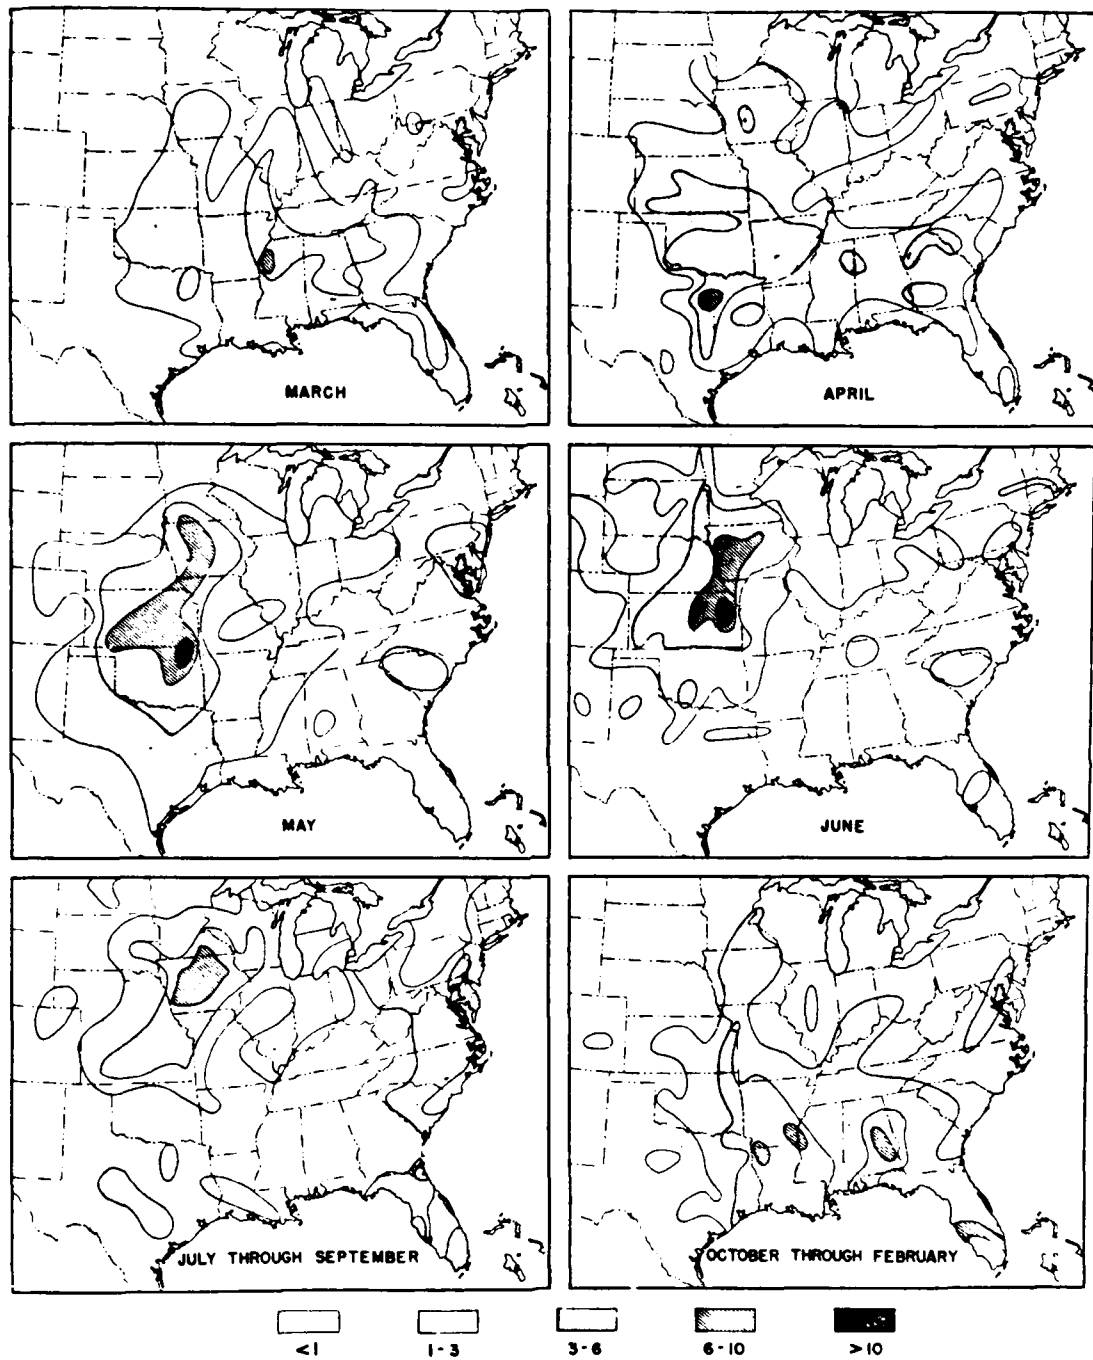 MARCH
APRIL
MAY
JUNE
JULY THROUGH SEPTEMBER
OCTOBER THROUGH FEBRUARY
<1
1-3
3-6
6-10
>10